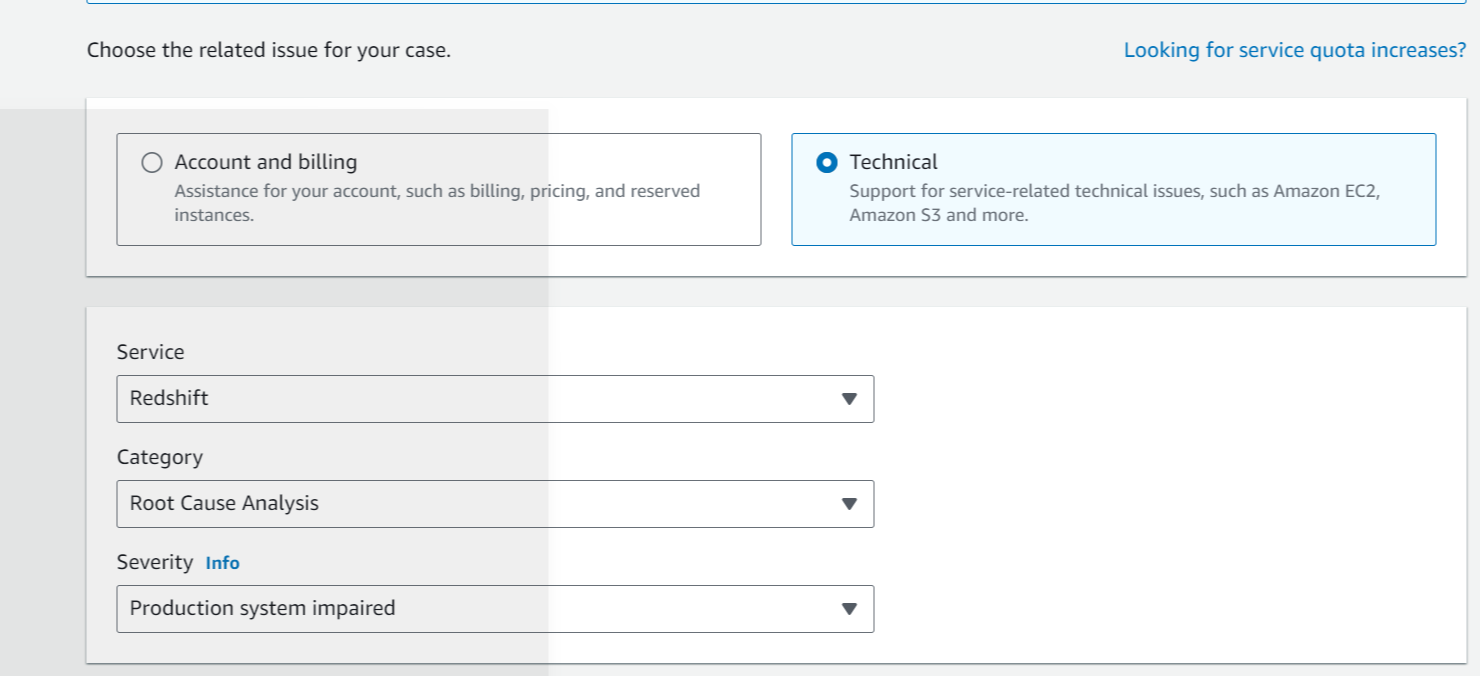 Choose the related issue for your case.
Looking for service quota increases?
Account and billing
Assistance for your account, such as billing, pricing, and reserved
instances.
Technical
Support for service-related technical issues, such as Amazon EC2,
Amazon S3 and more.
Service
Redshift
Category
Root Cause Analysis
Severity Info
Production system impaired